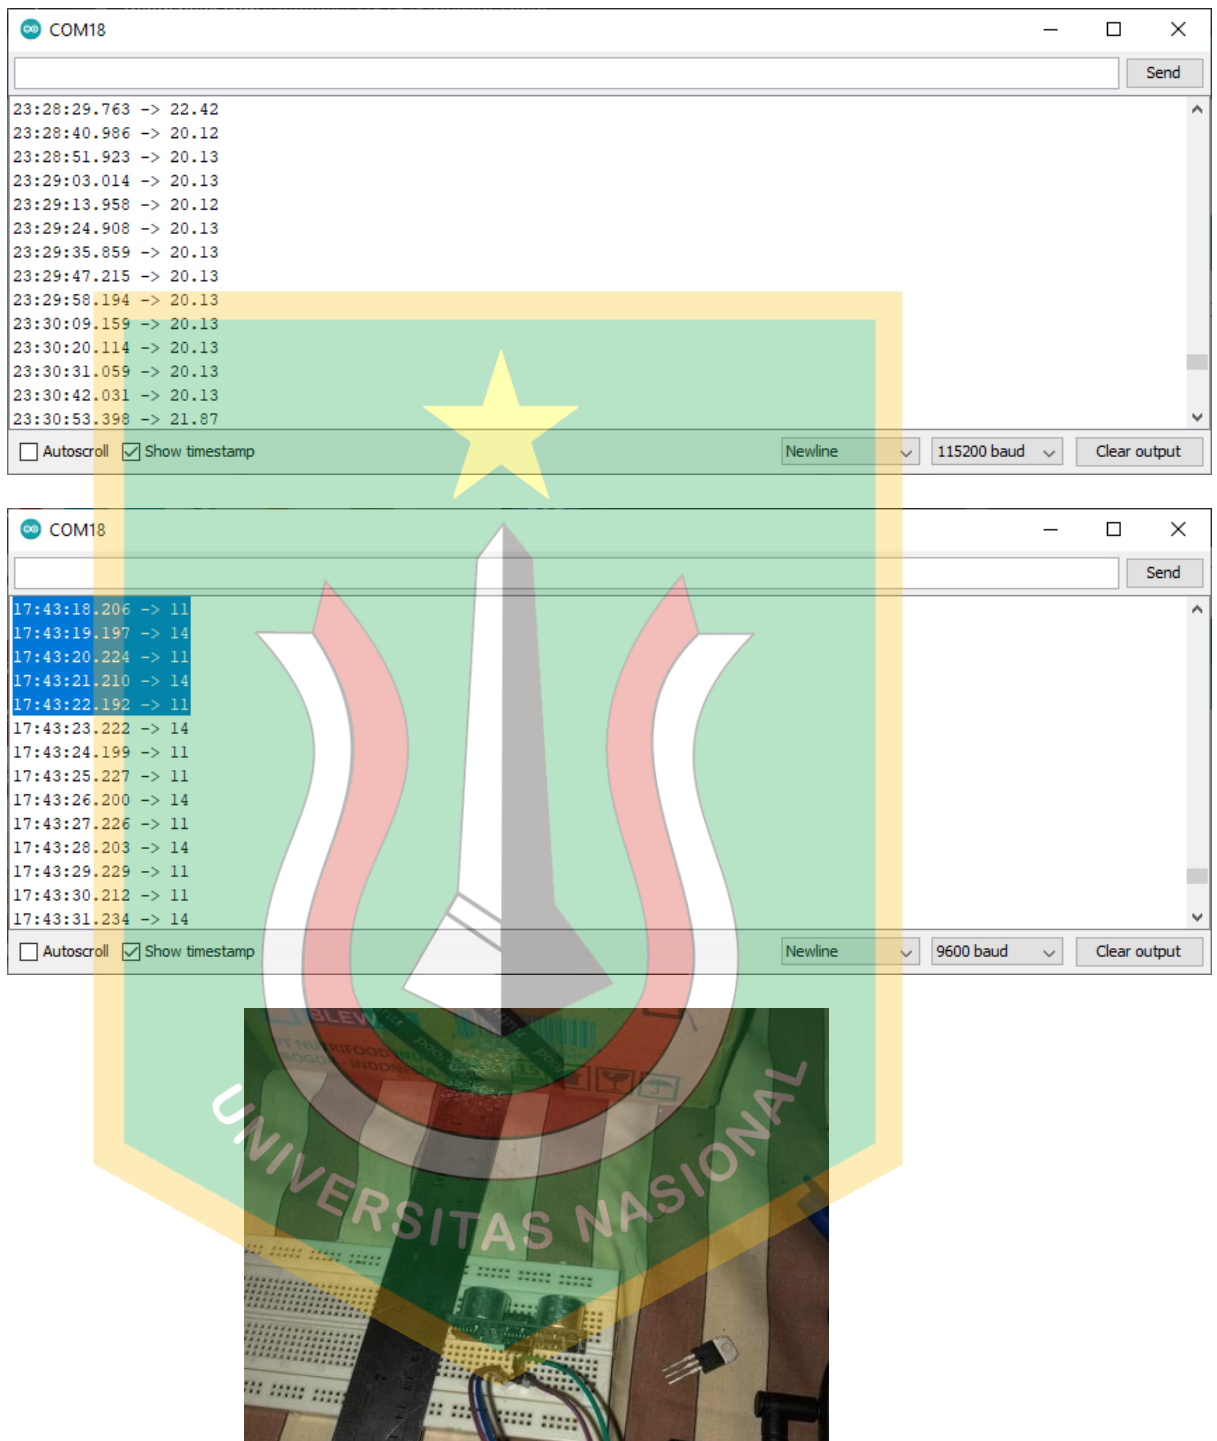 COM18
Send
23:28:29.763 -> 22.42
23:28:40.986 -> 20.12
23:28:51.923 -> 20.13
23:29:03.014 -> 20.13
23:29:13.958 -> 20.12
23:29:24.908 -> 20.13
23:29:35.859 -> 20.13
23:29:47.215 -> 20.13
23:29:58.194 -> 20.13
23:30:09.159 -> 20.13
23:30:20.114 -> 20.13
23:30:31.059 -> 20.13
23:30:42.031 -> 20.13
23:30:53.398 -> 21.87
Autoscroll Show timestamp Newline 115200 baud Clear output
COM18
Send
17:43:18.206 -> 11
17:43:19.197 -> 14
17:43:20.224 -> 11
17:43:21.210 -> 14
17:43:22.192 -> 11
17:43:23.222 -> 14
17:43:24.199 -> 11
17:43:25.227 -> 11
17:43:26.200 -> 14
17:43:27.226 -> 11
17:43:28.203 -> 14
17:43:29.229 -> 11
17:43:30.212 -> 11
17:43:31.234 -> 14
Autoscroll Show timestamp Newline 9600 baud Clear output
BLEW
PT NUTRIFOOD
BOGOR - INDONESIA
UNIVERSITAS NASIONAL